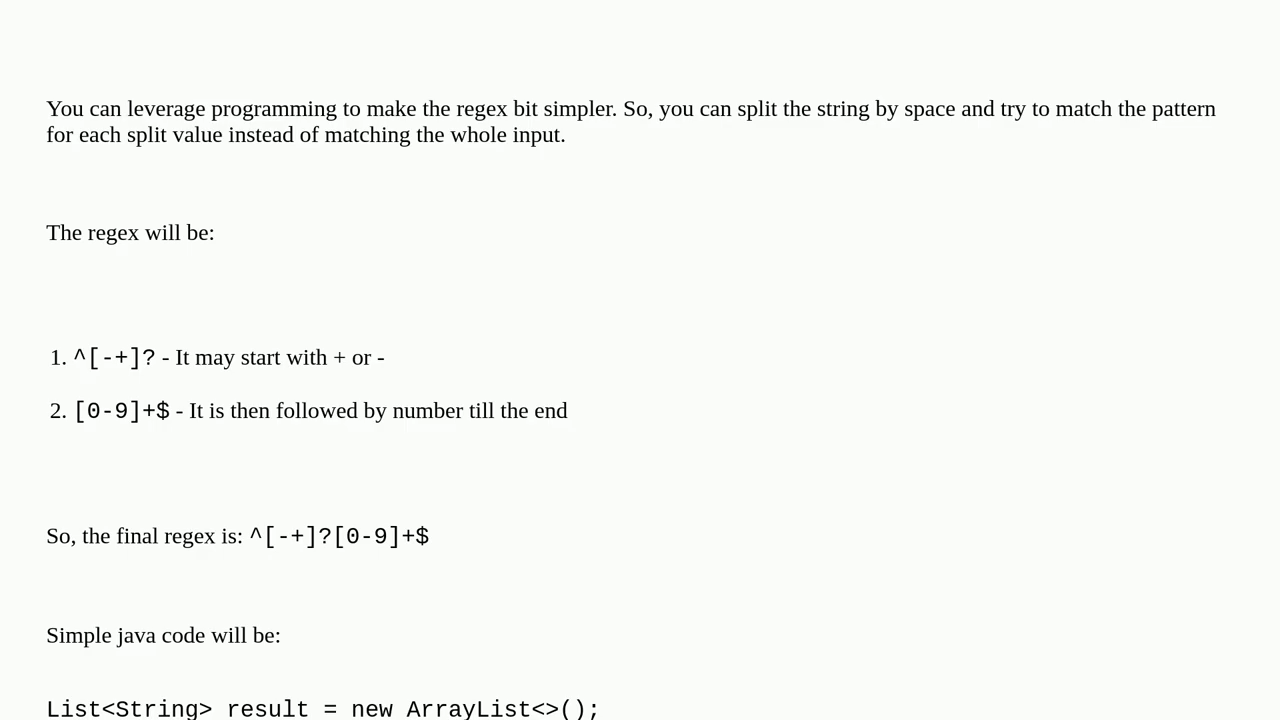 You can leverage programming to make the regex bit simpler. So, you can split the string by space and try to match the pattern
for each split value instead of matching the whole input.
The regex will be:
1. ^[-+]? - It may start with + or -
2. [0-9]+$ - It is then followed by number till the end
So, the final regex is: ^[-+]?[0-9]+$
Simple java code will be:
List<String> result = new ArrayList<>();